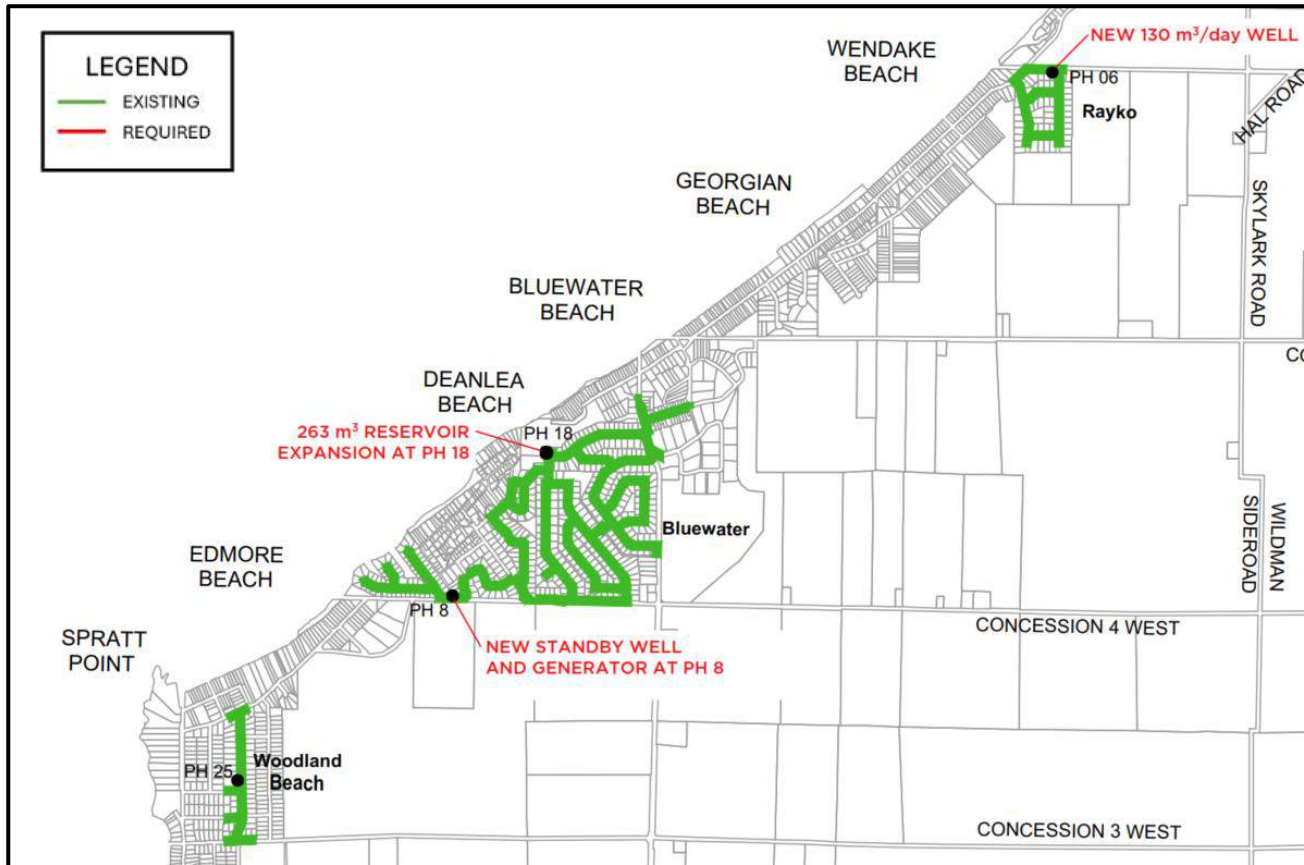 LEGEND
EXISTING
REQUIRED
WENDAKE
BEACH
NEW 130 m³/day WELL
PH 06
Rayko
HAL ROAD
GEORGIAN
BEACH
SKYLARK ROAD
BLUEWATER
BEACH
DEANLEA
BEACH
263 m³ RESERVOIR
EXPANSION AT PH 18
PH 18
Bluewater
WILDMAN
SIDEROAD
EDMORE
BEACH
PH 8
CONCESSION 4 WEST
NEW STANDBY WELL
AND GENERATOR AT PH 8
SPRATT
POINT
PH 25
Woodland
Beach
CONCESSION 3 WEST